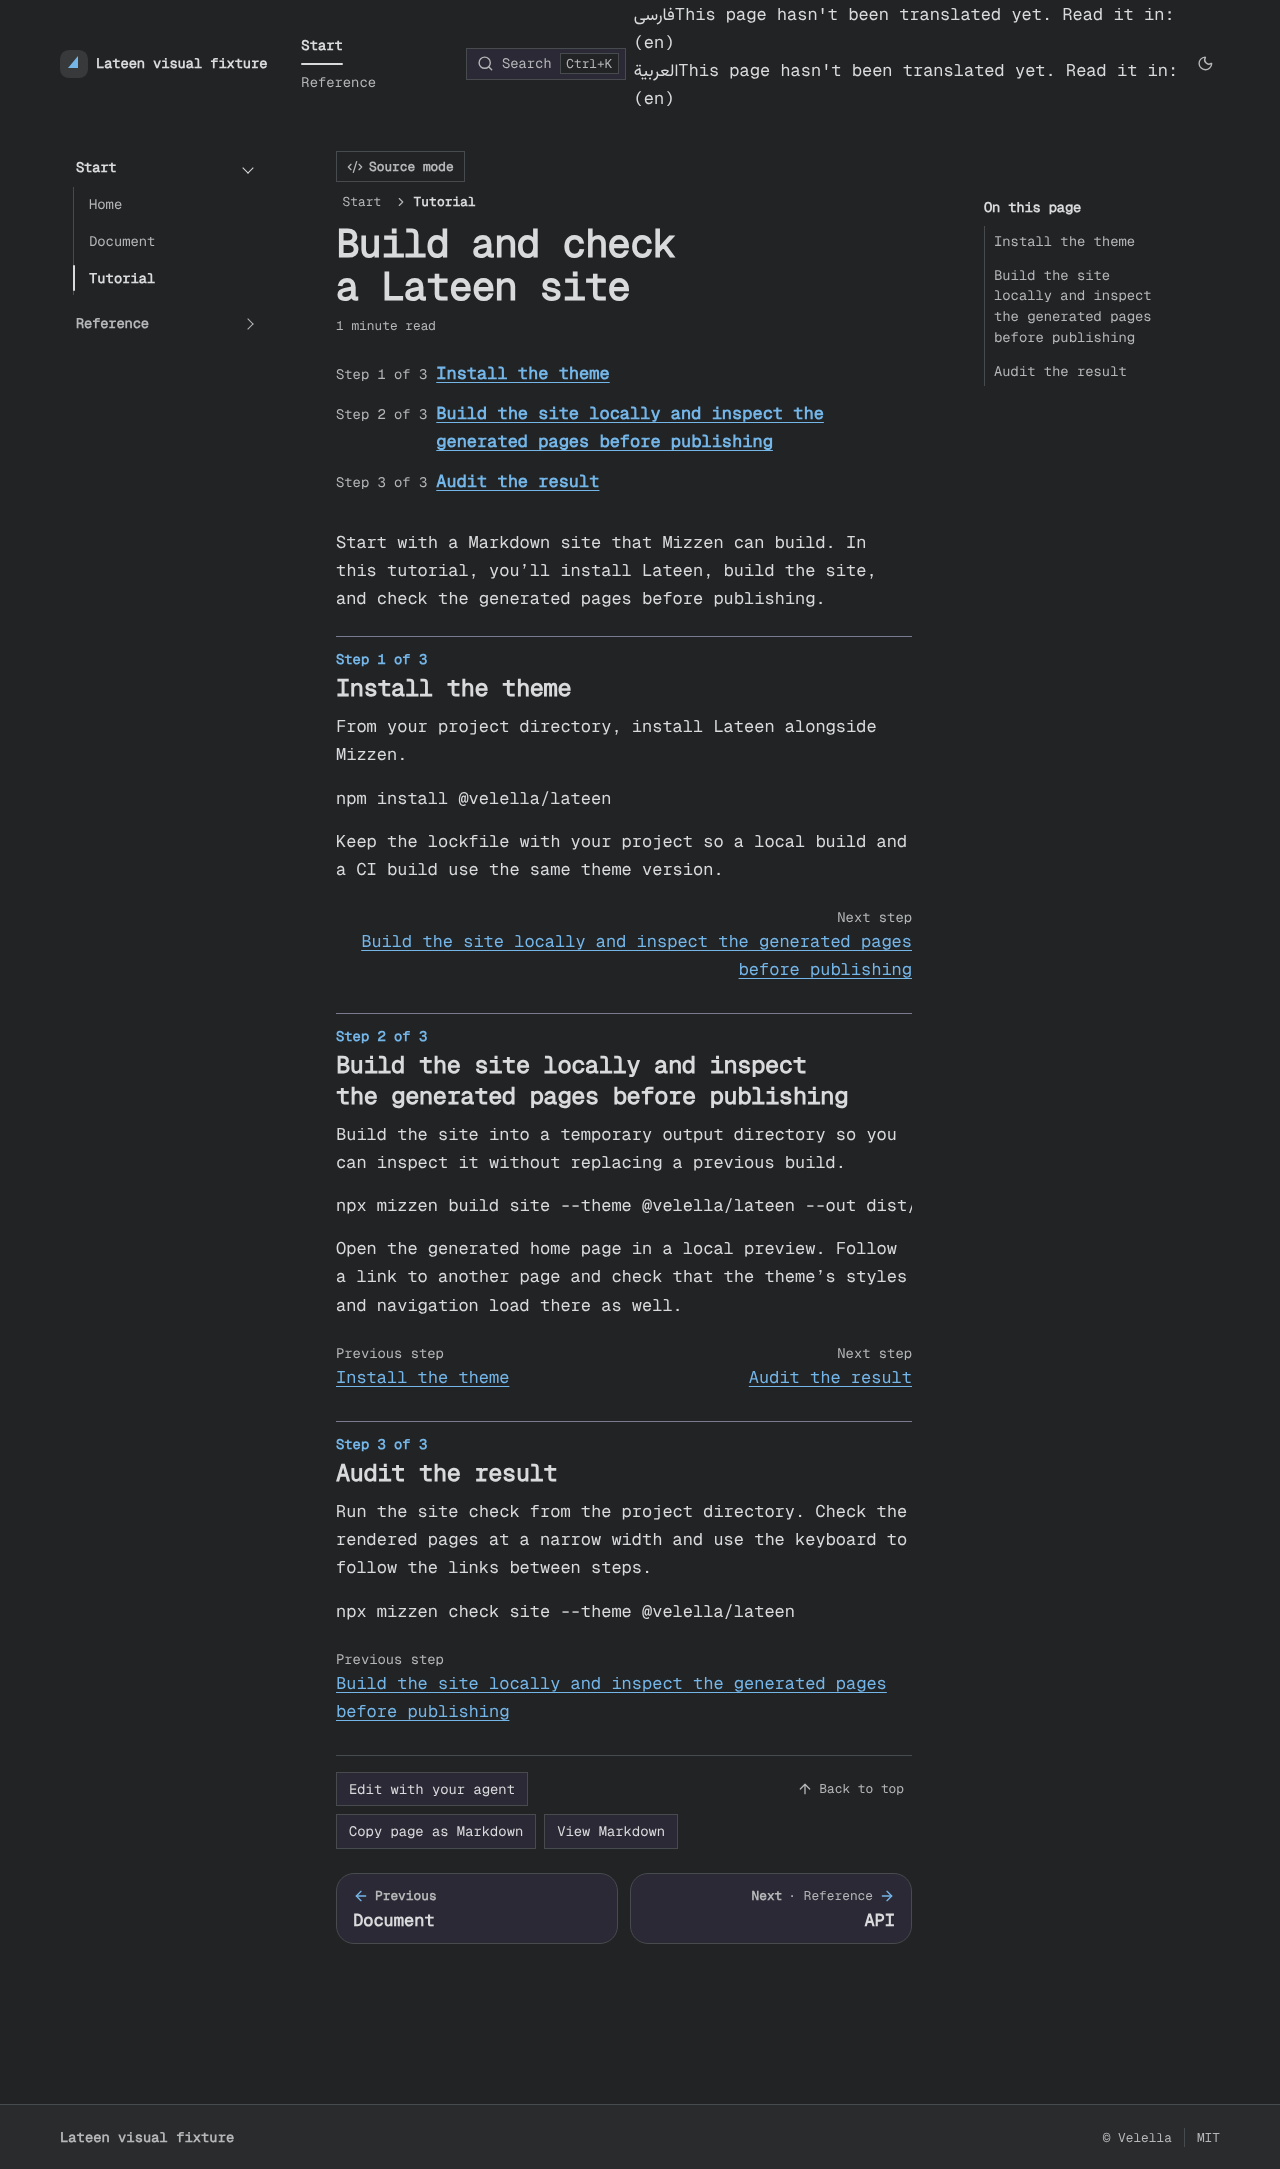 Lateen visual fixture
Start
Reference
Search Ctrl+K
فارسیThis page hasn't been translated yet. Read it in:
(en)
العربيةThis page hasn't been translated yet. Read it in:
(en)
Start
Home
Document
Tutorial
Reference
Source mode
Start > Tutorial
Build and check
a Lateen site
1 minute read
Step 1 of 3 Install the theme
Step 2 of 3 Build the site locally and inspect the
generated pages before publishing
Step 3 of 3 Audit the result
Start with a Markdown site that Mizzen can build. In
this tutorial, you’ll install Lateen, build the site,
and check the generated pages before publishing.
Step 1 of 3
Install the theme
From your project directory, install Lateen alongside
Mizzen.
npm install @velella/lateen
Keep the lockfile with your project so a local build and
a CI build use the same theme version.
Next step
Build the site locally and inspect the generated pages
before publishing
Step 2 of 3
Build the site locally and inspect
the generated pages before publishing
Build the site into a temporary output directory so you
can inspect it without replacing a previous build.
npx mizzen build site --theme @velella/lateen --out dist/
Open the generated home page in a local preview. Follow
a link to another page and check that the theme’s styles
and navigation load there as well.
Previous step
Install the theme
Next step
Audit the result
Step 3 of 3
Audit the result
Run the site check from the project directory. Check the
rendered pages at a narrow width and use the keyboard to
follow the links between steps.
npx mizzen check site --theme @velella/lateen
Previous step
Build the site locally and inspect the generated pages
before publishing
Edit with your agent
Back to top
Copy page as Markdown
View Markdown
Previous
Document
Next · Reference
API
On this page
Install the theme
Build the site
locally and inspect
the generated pages
before publishing
Audit the result
Lateen visual fixture
© Velella
MIT